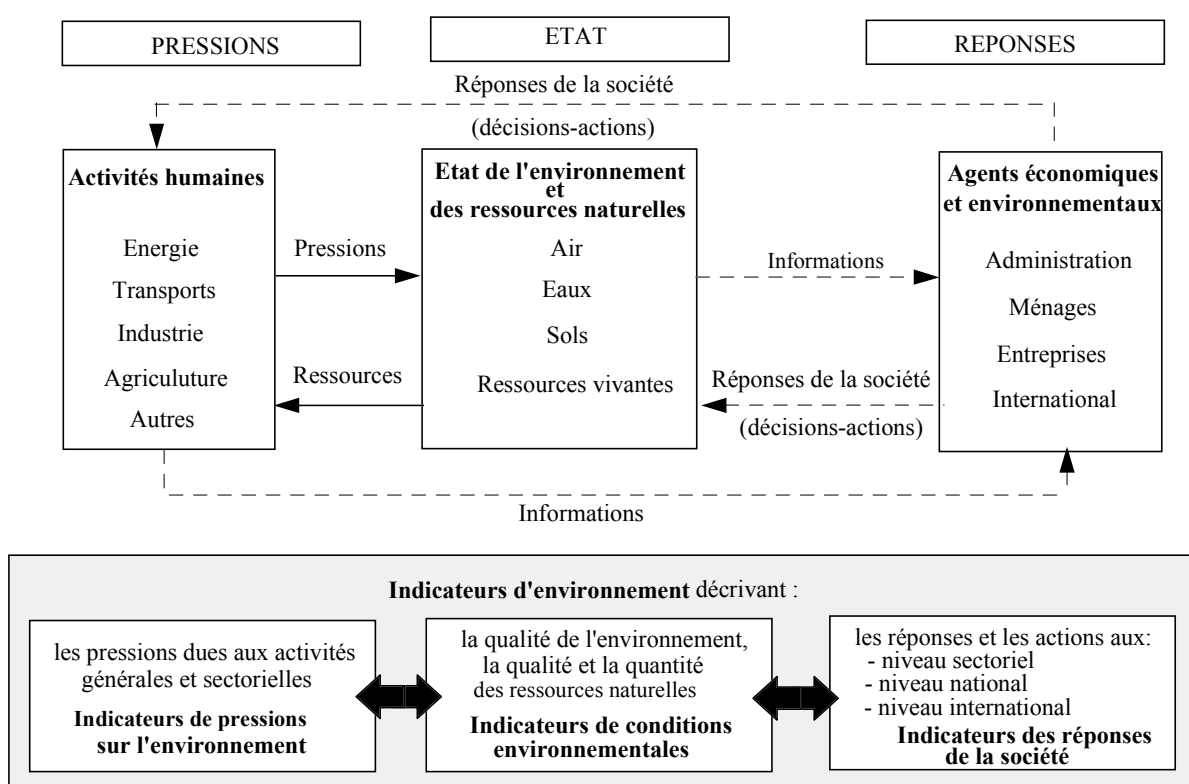 PRESSIONS
ETAT
REPONSES
Réponses de la société
(décisions-actions)
Activités humaines
Energie
Transports
Industrie
Agriculuture
Autres
Pressions
Ressources
Etat de l'environnement
et
des ressources naturelles
Air
Eaux
Sols
Ressources vivantes
Informations
Réponses de la société
(décisions-actions)
Agents économiques
et environnementaux
Administration
Ménages
Entreprises
International
Informations
Indicateurs d'environnement décrivant :
les pressions dues aux activités
générales et sectorielles
Indicateurs de pressions
sur l'environnement
la qualité de l'environnement,
la qualité et la quantité
des ressources naturelles
Indicateurs de conditions
environnementales
les réponses et les actions aux:
- niveau sectoriel
- niveau national
- niveau international
Indicateurs des réponses
de la société